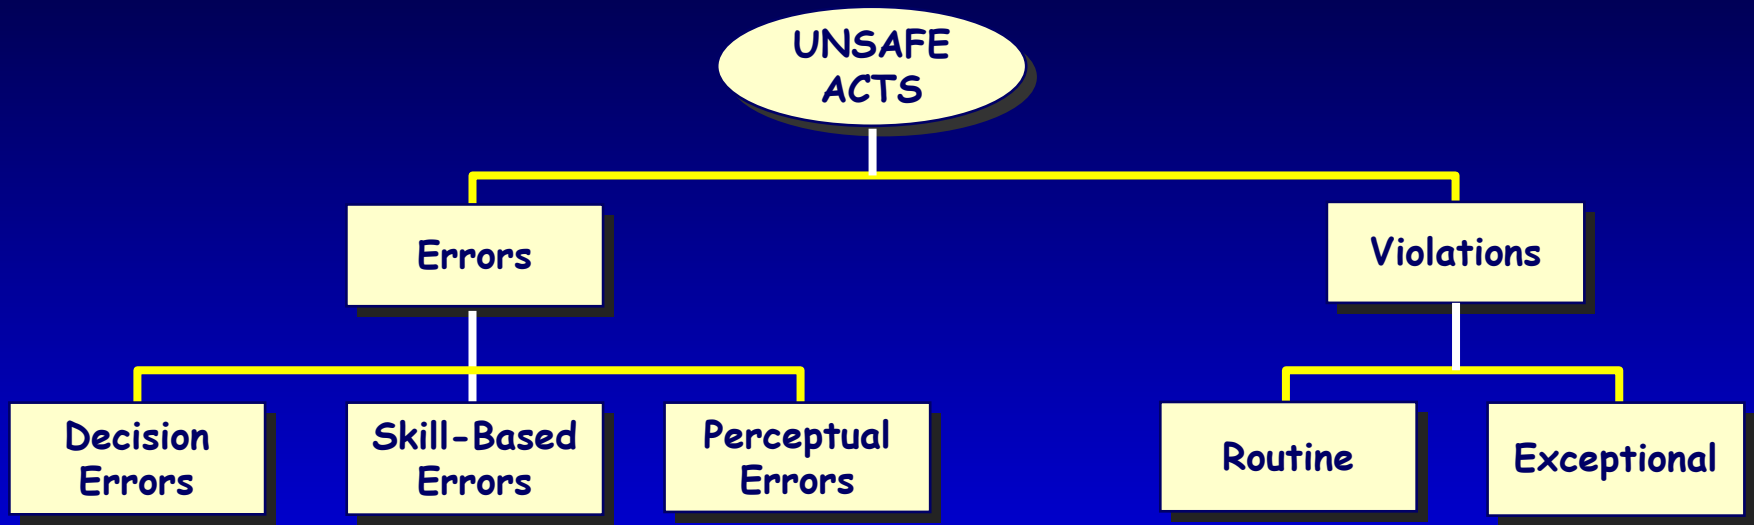 UNSAFE
ACTS
Errors
Violations
Decision
Errors
Skill-Based
Errors
Perceptual
Errors
Routine
Exceptional